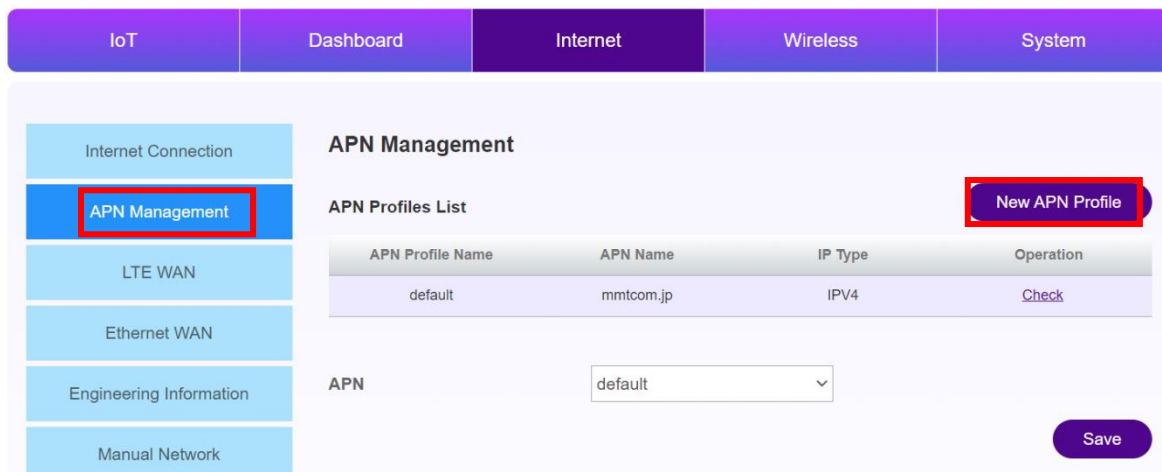 IoT Dashboard Internet Wireless System
Internet Connection
APN Management
LTE WAN
Ethernet WAN
Engineering Information
Manual Network
APN Management
APN Profiles List New APN Profile
APN Profile Name APN Name IP Type Operation
default mmtcom.jp IPV4 Check
APN default
Save